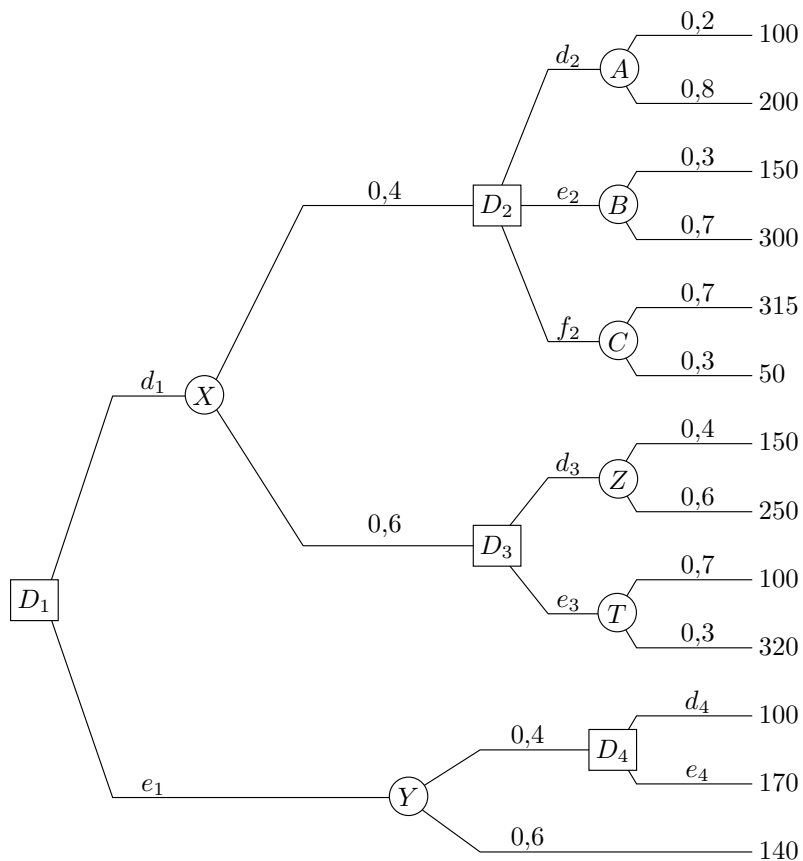 0,2 100
d₂ A
0,8 200
0,3 150
0,4 D₂ e₂ B
0,7 300
0,7 315
f₂ C
0,3 50
d₁ X
0,4 150
d₃ Z
0,6 250
0,6 D₃
0,7 100
D₁
e₃ T
0,3 320
d₄ 100
0,4 D₄
e₄ 170
e₁ Y
0,6 140